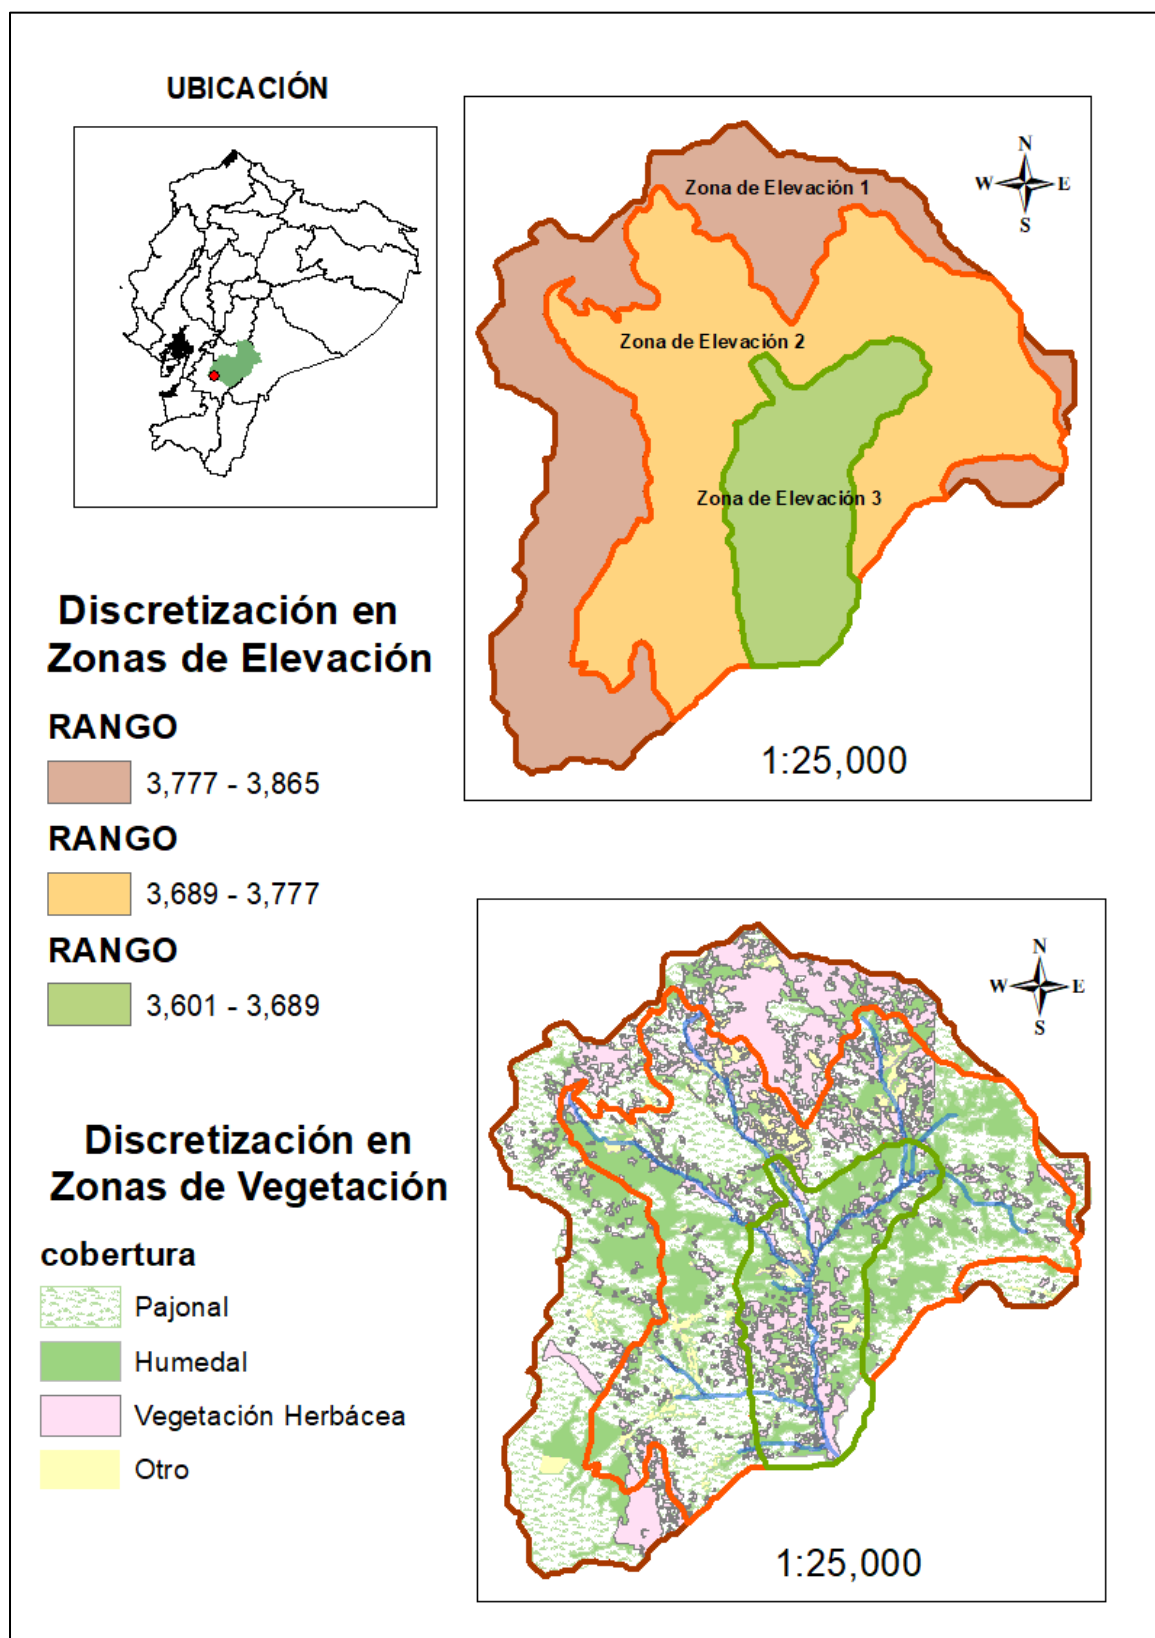 UBICACIÓN
N
W E
S
Zona de Elevación 1
Zona de Elevación 2
Zona de Elevación 3
1:25,000
Discretización en
Zonas de Elevación
RANGO
3,777 - 3,865
RANGO
3,689 - 3,777
RANGO
3,601 - 3,689
N
W E
S
1:25,000
Discretización en
Zonas de Vegetación
cobertura
Pajonal
Humedal
Vegetación Herbácea
Otro